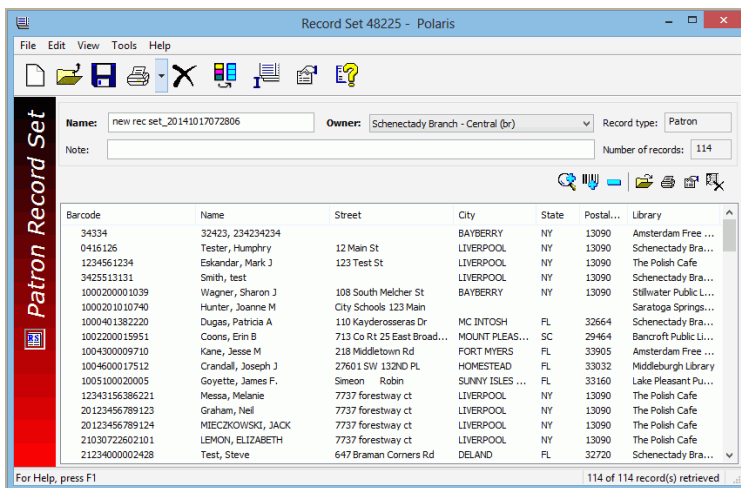 Record Set 48225 - Polaris
File Edit View Tools Help
Patron Record Set
RS
Name: new rec set_20141017072806 Owner: Schenectady Branch - Central (br) Record type: Patron
Note: Number of records: 114
Barcode Name Street City State Postal... Library
34334 32423, 234234234 BAYBERRY NY 13090 Amsterdam Free ...
0416126 Tester, Humphry 12 Main St LIVERPOOL NY 13090 Schenectady Bra...
1234561234 Eskandar, Mark J 123 Test St LIVERPOOL NY 13090 The Polish Cafe
3425513131 Smith, test LIVERPOOL NY 13090 Schenectady Bra...
1000200001039 Wagner, Sharon J 108 South Melcher St BAYBERRY NY 13090 Stillwater Public L...
1000201010740 Hunter, Joanne M City Schools 123 Main Saratoga Springs...
1000401382220 Dugas, Patricia A 110 Kayderosseras Dr MC INTOSH FL 32664 Schenectady Bra...
1002200015951 Coons, Erin B 713 Co Rt 25 East Broad... MOUNT PLEAS... SC 29464 Bancroft Public Li...
1004300009710 Kane, Jesse M 218 Middletown Rd FORT MYERS FL 33905 Amsterdam Free ...
1004600017512 Crandall, Joseph J 27601 SW 132ND PL HOMESTEAD FL 33032 Middleburgh Library
1005100020005 Goyette, James F. Simeon Robin SUNNY ISLES ... FL 33160 Lake Pleasant Pu...
12343156386221 Messa, Melanie 7737 forestway ct LIVERPOOL NY 13090 The Polish Cafe
20123456789123 Graham, Neil 7737 forestway ct LIVERPOOL NY 13090 The Polish Cafe
20123456789124 MIECZKOWSKI, JACK 7737 forestway ct LIVERPOOL NY 13090 The Polish Cafe
21030722602101 LEMON, ELIZABETH 7737 forestway ct LIVERPOOL NY 13090 The Polish Cafe
21234000002428 Test, Steve 647 Braman Corners Rd DELAND FL 32720 Schenectady Bra...
For Help, press F1 114 of 114 record(s) retrieved